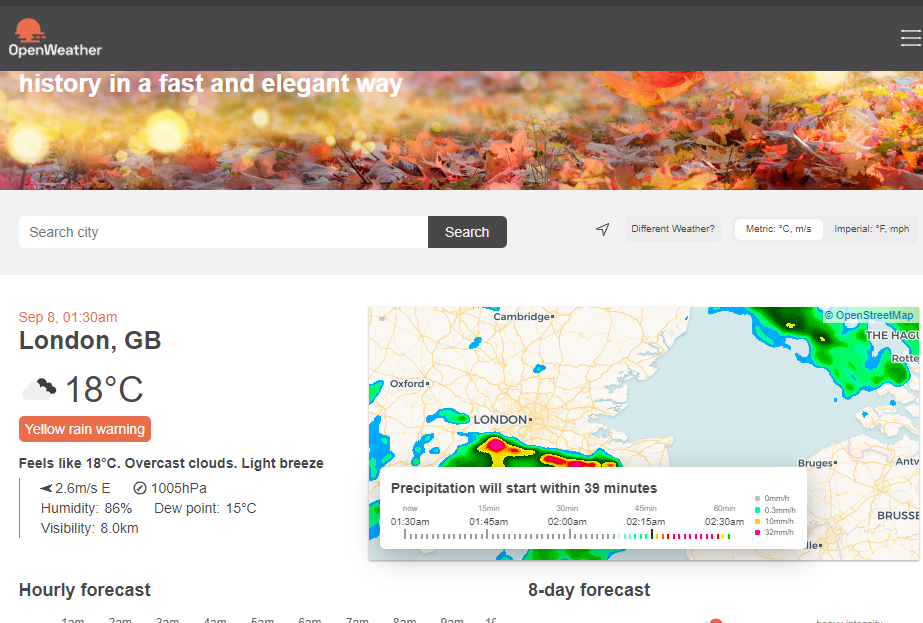 OpenWeather
history in a fast and elegant way
Search city
Search
Different Weather?
Metric: °C, m/s
Imperial: °F, mph
Sep 8, 01:30am
London, GB
18°C
Yellow rain warning
Feels like 18°C. Overcast clouds. Light breeze
2.6m/s E
1005hPa
Humidity: 86%
Dew point: 15°C
Visibility: 8.0km
© OpenStreetMap
Cambridge
THE HAGU
Rotte
Oxford
LONDON
Bruges
Antw
BRUSSE
lle
Precipitation will start within 39 minutes
now 15min 30min 45min 60min
01:30am 01:45am 02:00am 02:15am 02:30am
0mm/h
0.3mm/h
10mm/h
32mm/h
Hourly forecast
8-day forecast
1am 2am 3am 4am 5am 6am 7am 8am 9am 10
heavy intensity